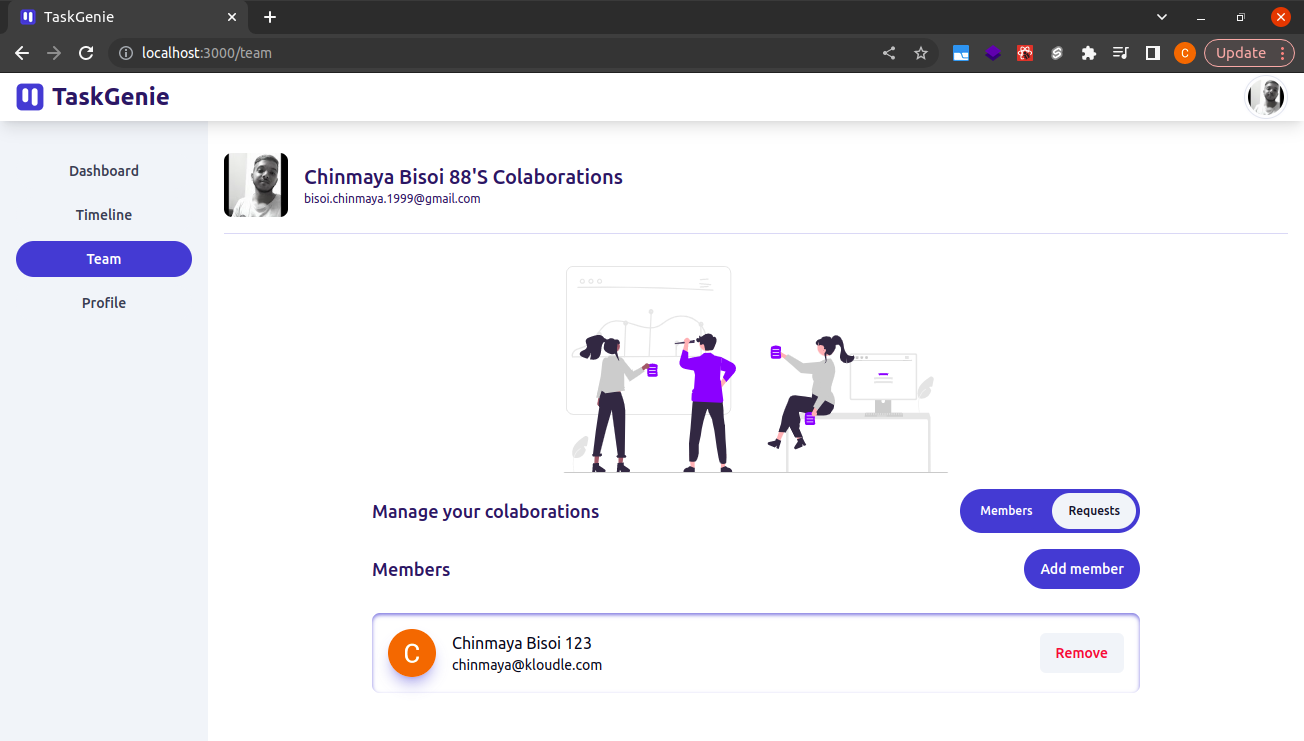 TaskGenie
localhost:3000/team
C
Update
TaskGenie
Dashboard
Timeline
Team
Profile
Chinmaya Bisoi 88'S Colaborations
bisoi.chinmaya.1999@gmail.com
Manage your colaborations
Members
Requests
Members
Add member
C
Chinmaya Bisoi 123
chinmaya@kloudle.com
Remove